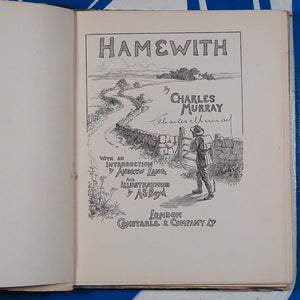 HAMEWITH
By
CHARLES
MURRAY
Charles Murray
WITH AN
INTRODUCTION
By ANDREW LANG
AND
ILLUSTRATIONS
By A.S. Boyd
LONDON
CONSTABLE & COMPANY LTD